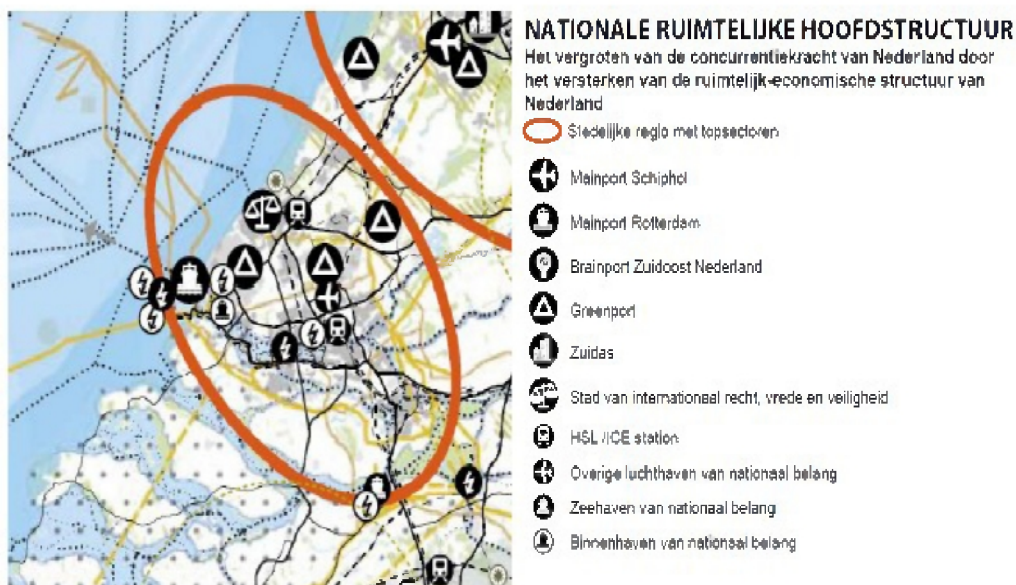 NATIONALE RUIMTELIJKE HOOFDSTRUCTUUR
Het vergroten van de concurrentiekracht van Nederland door
het versterken van de ruimtelijk-economische structuur van
Nederland
Stedelijke regio met topsectoren
Mainport Schiphol
Mainport Rotterdam
Brainport Zuidoost Nederland
Greenport
Zuidas
Stad van internationaal recht, vrede en veiligheid
HSL /ICE station
Overige luchthaven van nationaal belang
Zeehaven van nationaal belang
Binnenhaven van nationaal belang